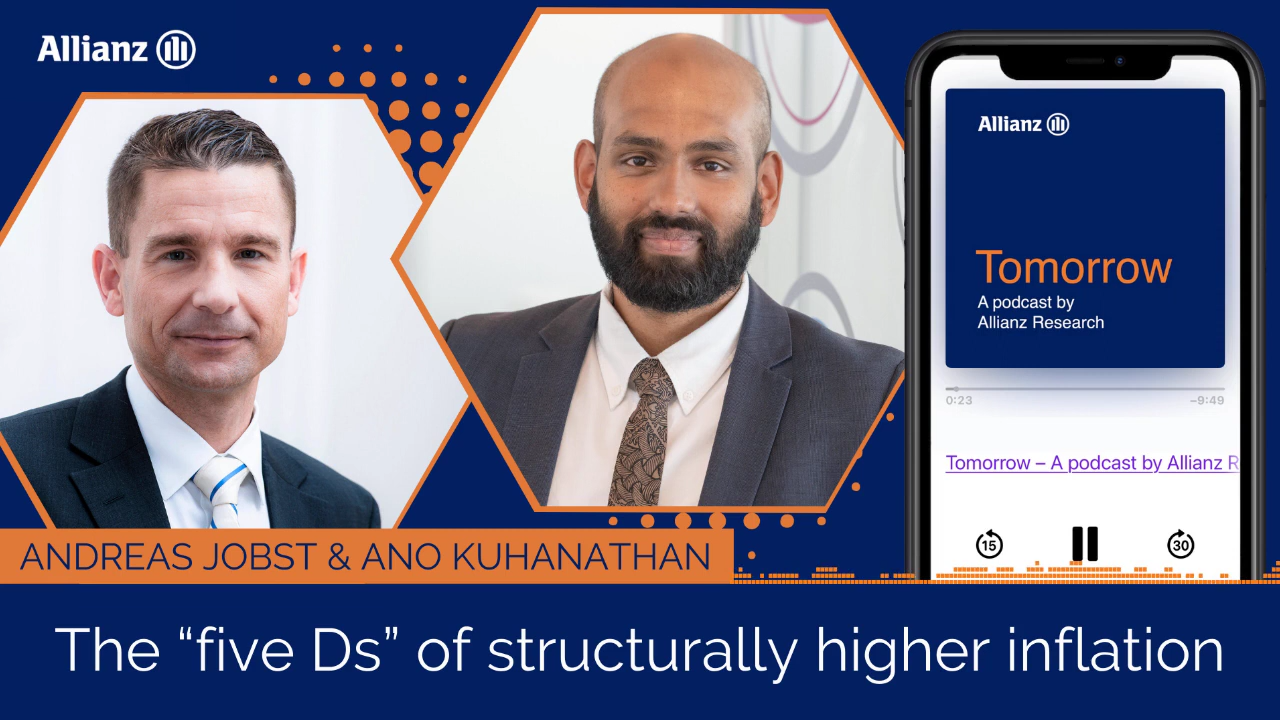 Allianz
Allianz
Tomorrow
A podcast by
Allianz Research
0:23
–9:49
Tomorrow – A podcast by Allianz R
15
30
ANDREAS JOBST & ANO KUHANATHAN
The “five Ds” of structurally higher inflation